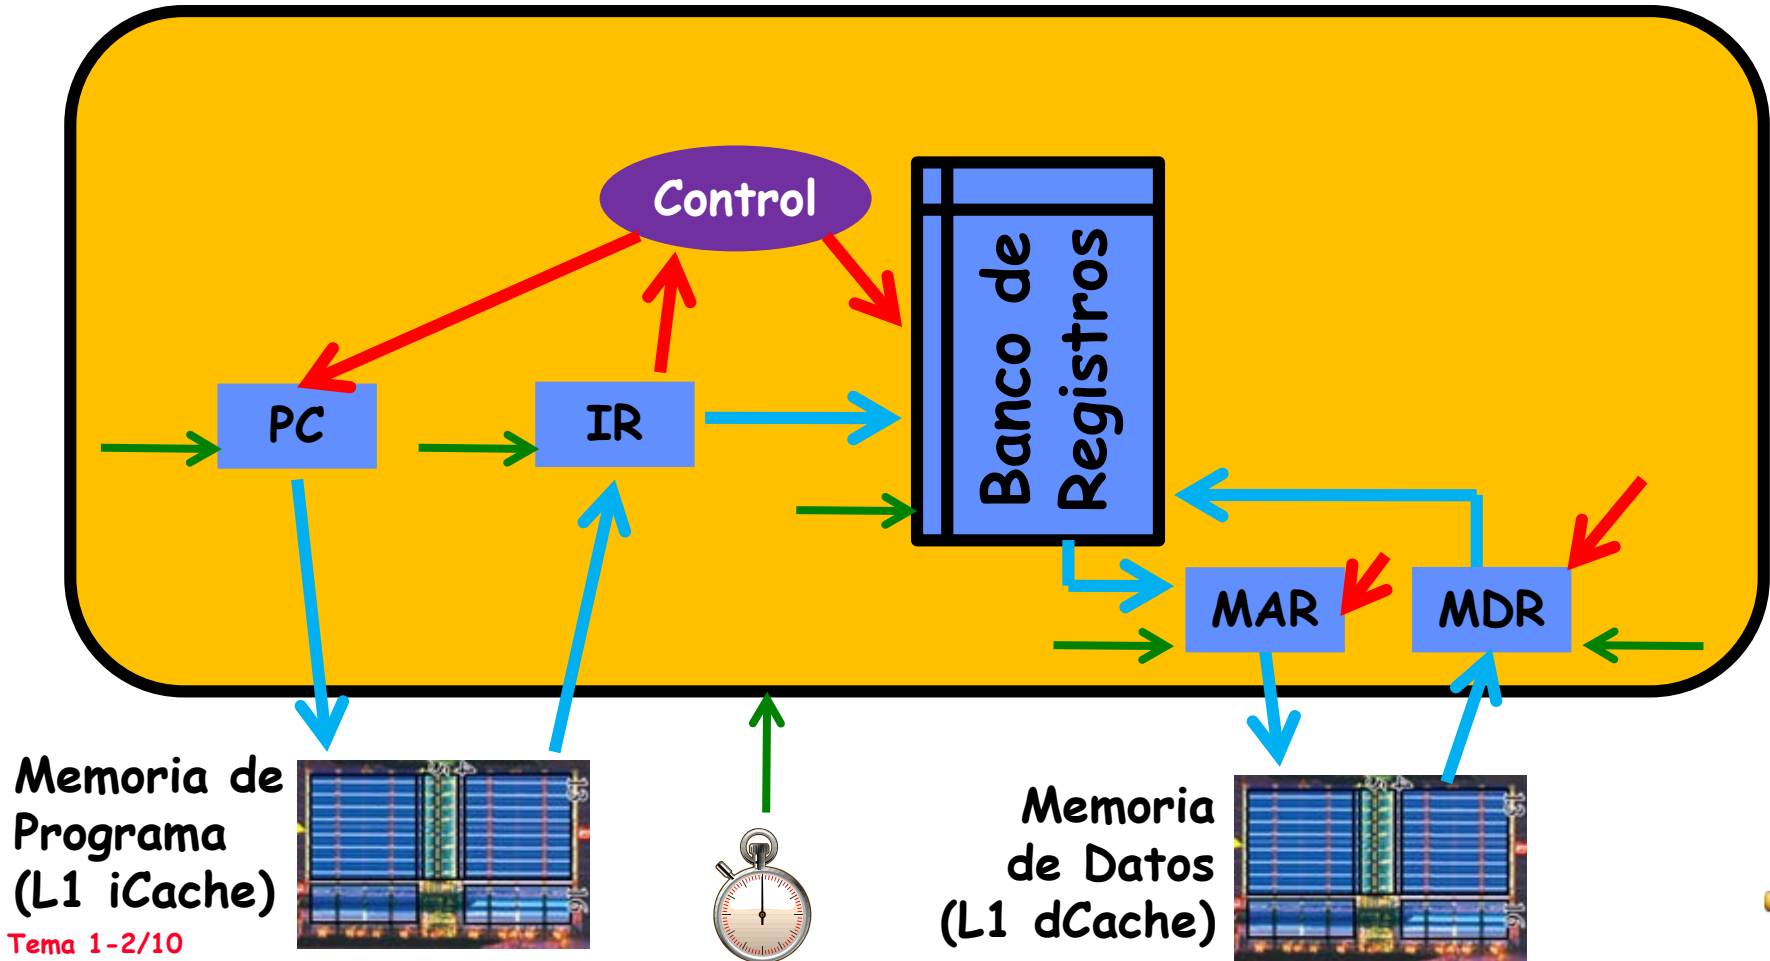 Control
Banco de
Registros
PC
IR
MAR
MDR
Memoria de
Programa
(L1 iCache)
Memoria
de Datos
(L1 dCache)
Tema 1-2/10